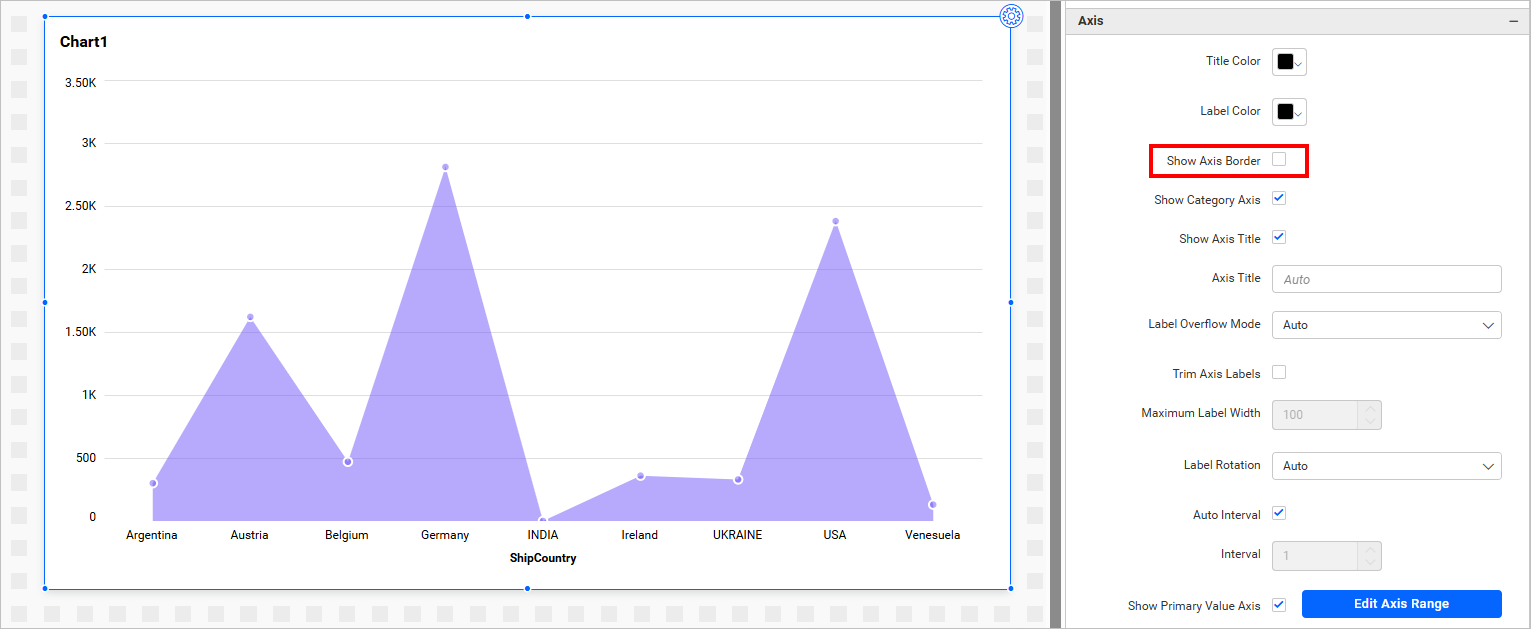 Chart1
3.50K
3K
2.50K
2K
1.50K
1K
500
0
Argentina Austria Belgium Germany INDIA Ireland UKRAINE USA Venesuela
ShipCountry
Axis
Title Color
Label Color
Show Axis Border
Show Category Axis
Show Axis Title
Axis Title Auto
Label Overflow Mode Auto
Trim Axis Labels
Maximum Label Width 100
Label Rotation Auto
Auto Interval
Interval 1
Show Primary Value Axis Edit Axis Range